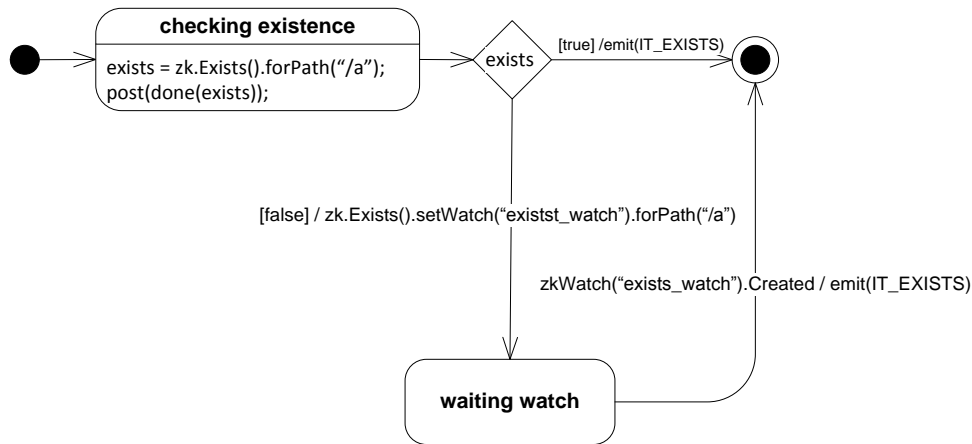 checking existence
exists = zk.Exists().forPath(“/a”);
post(done(exists));
exists
[true] /emit(IT_EXISTS)
[false] / zk.Exists().setWatch(“existst_watch”).forPath(“/a”)
zkWatch(“exists_watch”).Created / emit(IT_EXISTS)
waiting watch